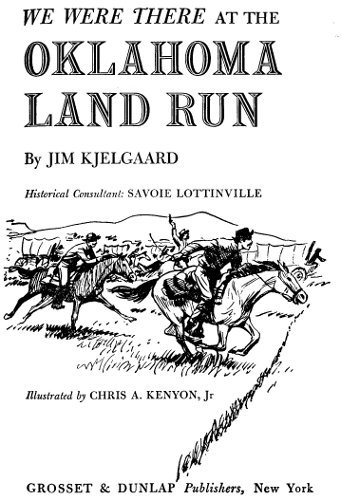 WE WERE THERE AT THE
OKLAHOMA
LAND RUN
By JIM KJELGAARD
Historical Consultant: SAVOIE LOTTINVILLE
Illustrated by CHRIS A. KENYON, Jr
GROSSET & DUNLAP Publishers, New York